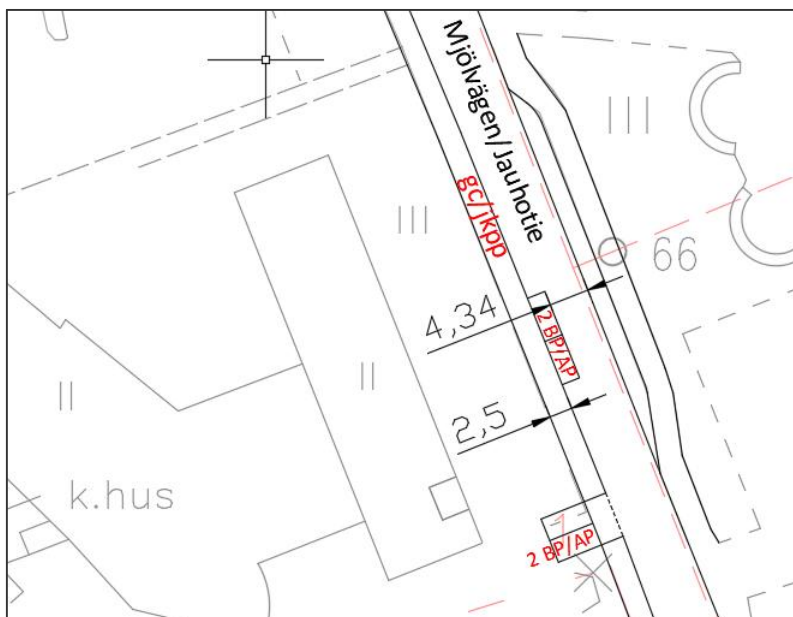 Mjölvägen/Jauhotie
gc/jkpp
III
III
66
4,34
2 BP/AP
II
II
2,5
k.hus
2 BP/AP